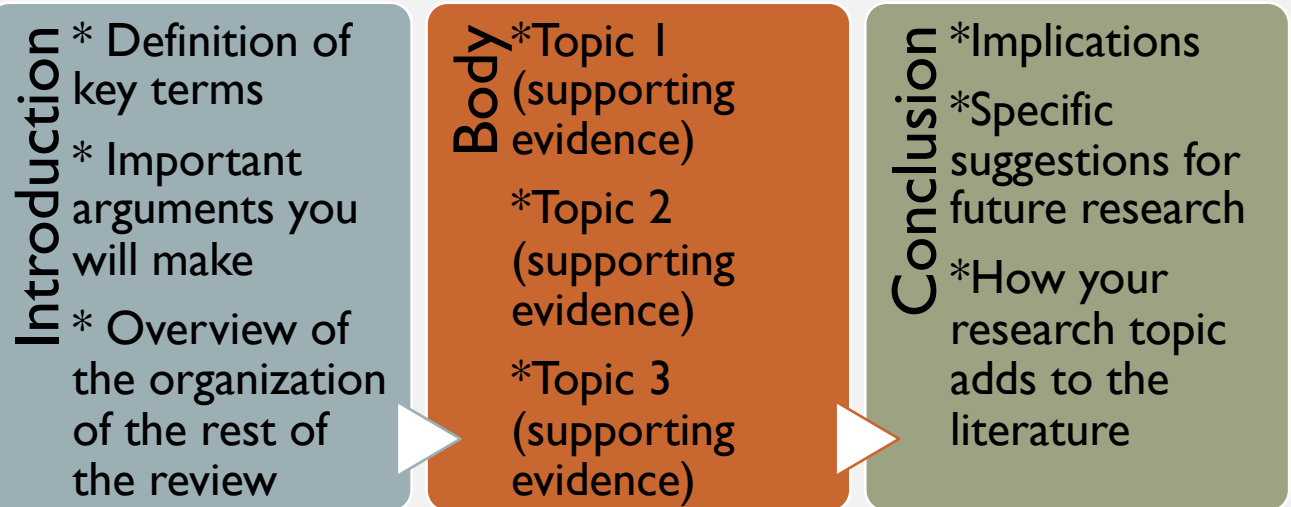 Introduction
* Definition of
key terms
* Important
arguments you
will make
* Overview of
the organization
of the rest of
the review
Body
*Topic 1
(supporting
evidence)
*Topic 2
(supporting
evidence)
*Topic 3
(supporting
evidence)
Conclusion
*Implications
*Specific
suggestions for
future research
*How your
research topic
adds to the
literature